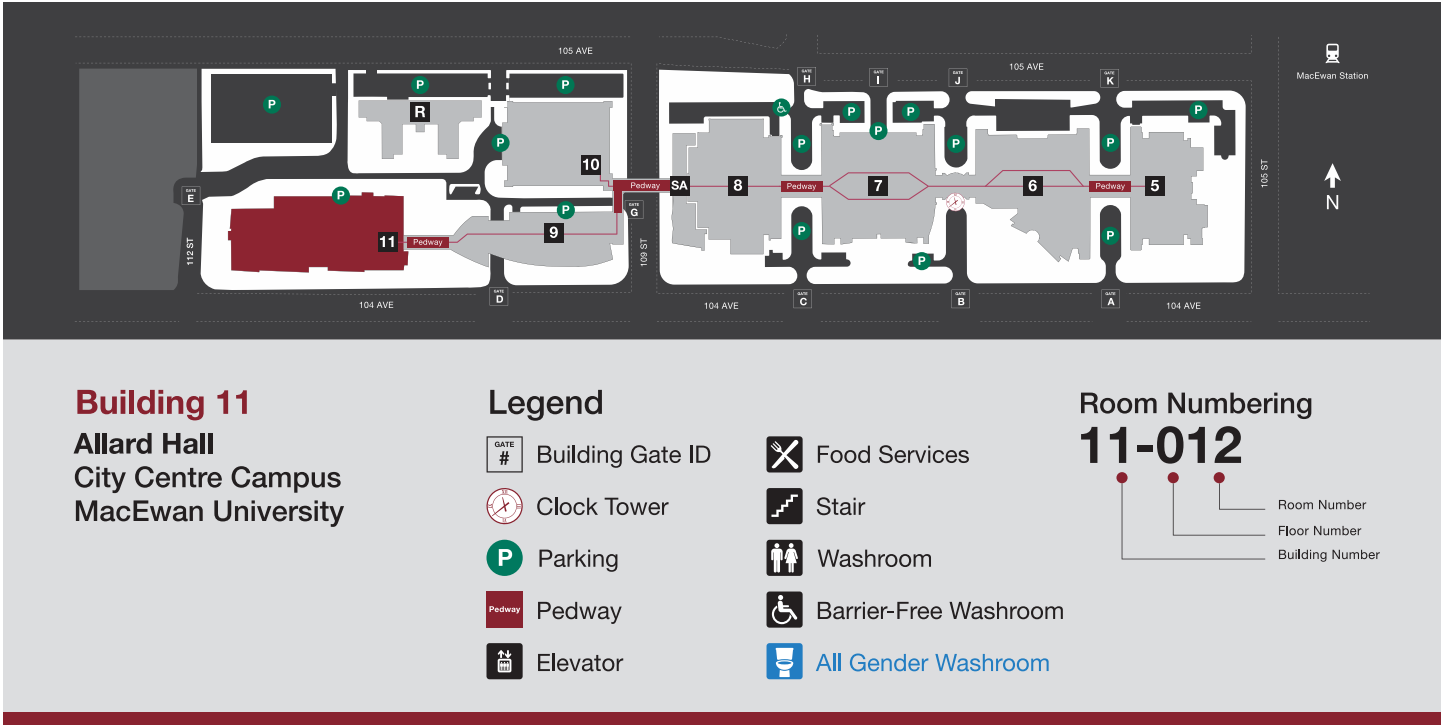 105 AVE
105 AVE
MacEwan Station
P
P
P
P
R
GATE H
GATE I
GATE J
GATE K
P
P
P
P
P
P
P
P
10
Pedway
SA
8
Pedway
7
6
Pedway
5
105 ST
N
GATE E
P
P
GATE G
11
Pedway
9
112 ST
109 ST
P
P
P
GATE D
GATE C
GATE B
GATE A
104 AVE
104 AVE
104 AVE
Building 11
Allard Hall
City Centre Campus
MacEwan University
Legend
GATE # Building Gate ID
Clock Tower
P Parking
Pedway Pedway
Elevator
Food Services
Stair
Washroom
Barrier-Free Washroom
All Gender Washroom
Room Numbering
11-012
Room Number
Floor Number
Building Number